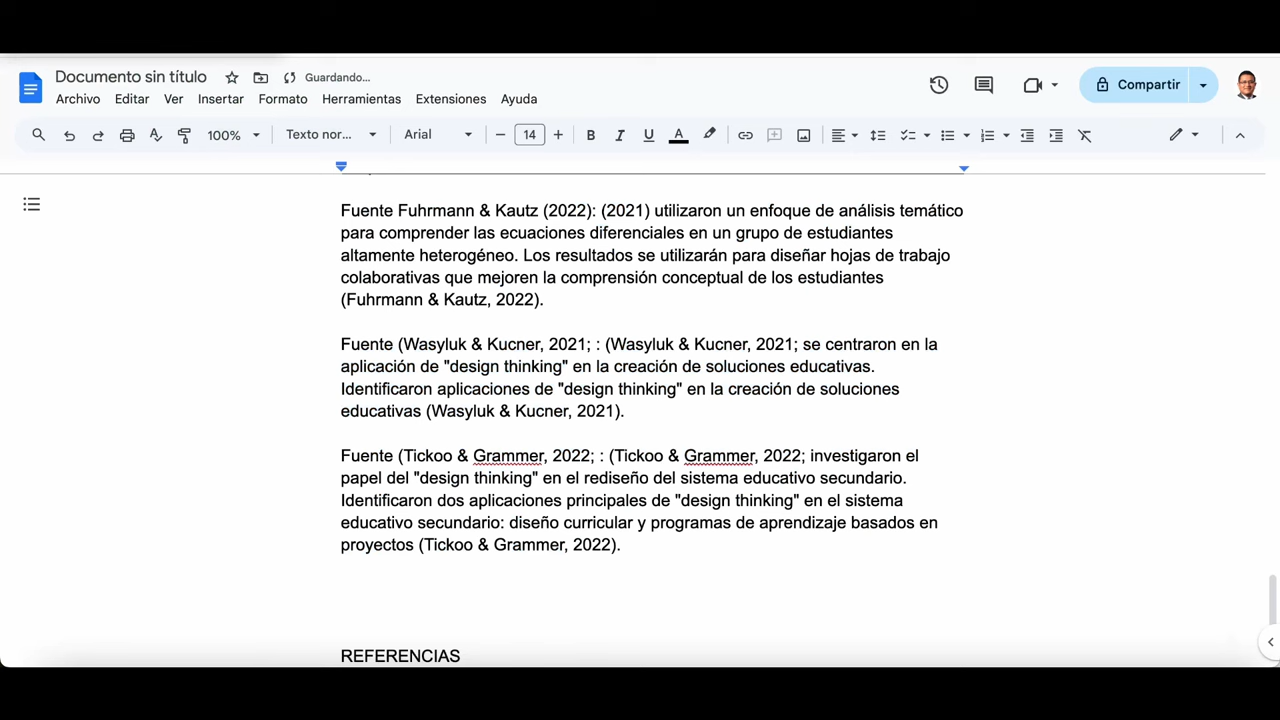 Documento sin título
Guardando...
Compartir
Archivo
Editar
Ver
Insertar
Formato
Herramientas
Extensiones
Ayuda
100%
Texto nor...
Arial
14
B
I
U
A
Fuente Fuhrmann & Kautz (2022): (2021) utilizaron un enfoque de análisis temático
para comprender las ecuaciones diferenciales en un grupo de estudiantes
altamente heterogéneo. Los resultados se utilizarán para diseñar hojas de trabajo
colaborativas que mejoren la comprensión conceptual de los estudiantes
(Fuhrmann & Kautz, 2022).
Fuente (Wasyluk & Kucner, 2021; : (Wasyluk & Kucner, 2021; se centraron en la
aplicación de "design thinking" en la creación de soluciones educativas.
Identificaron aplicaciones de "design thinking" en la creación de soluciones
educativas (Wasyluk & Kucner, 2021).
Fuente (Tickoo & Grammer, 2022; : (Tickoo & Grammer, 2022; investigaron el
papel del "design thinking" en el rediseño del sistema educativo secundario.
Identificaron dos aplicaciones principales de "design thinking" en el sistema
educativo secundario: diseño curricular y programas de aprendizaje basados en
proyectos (Tickoo & Grammer, 2022).
REFERENCIAS